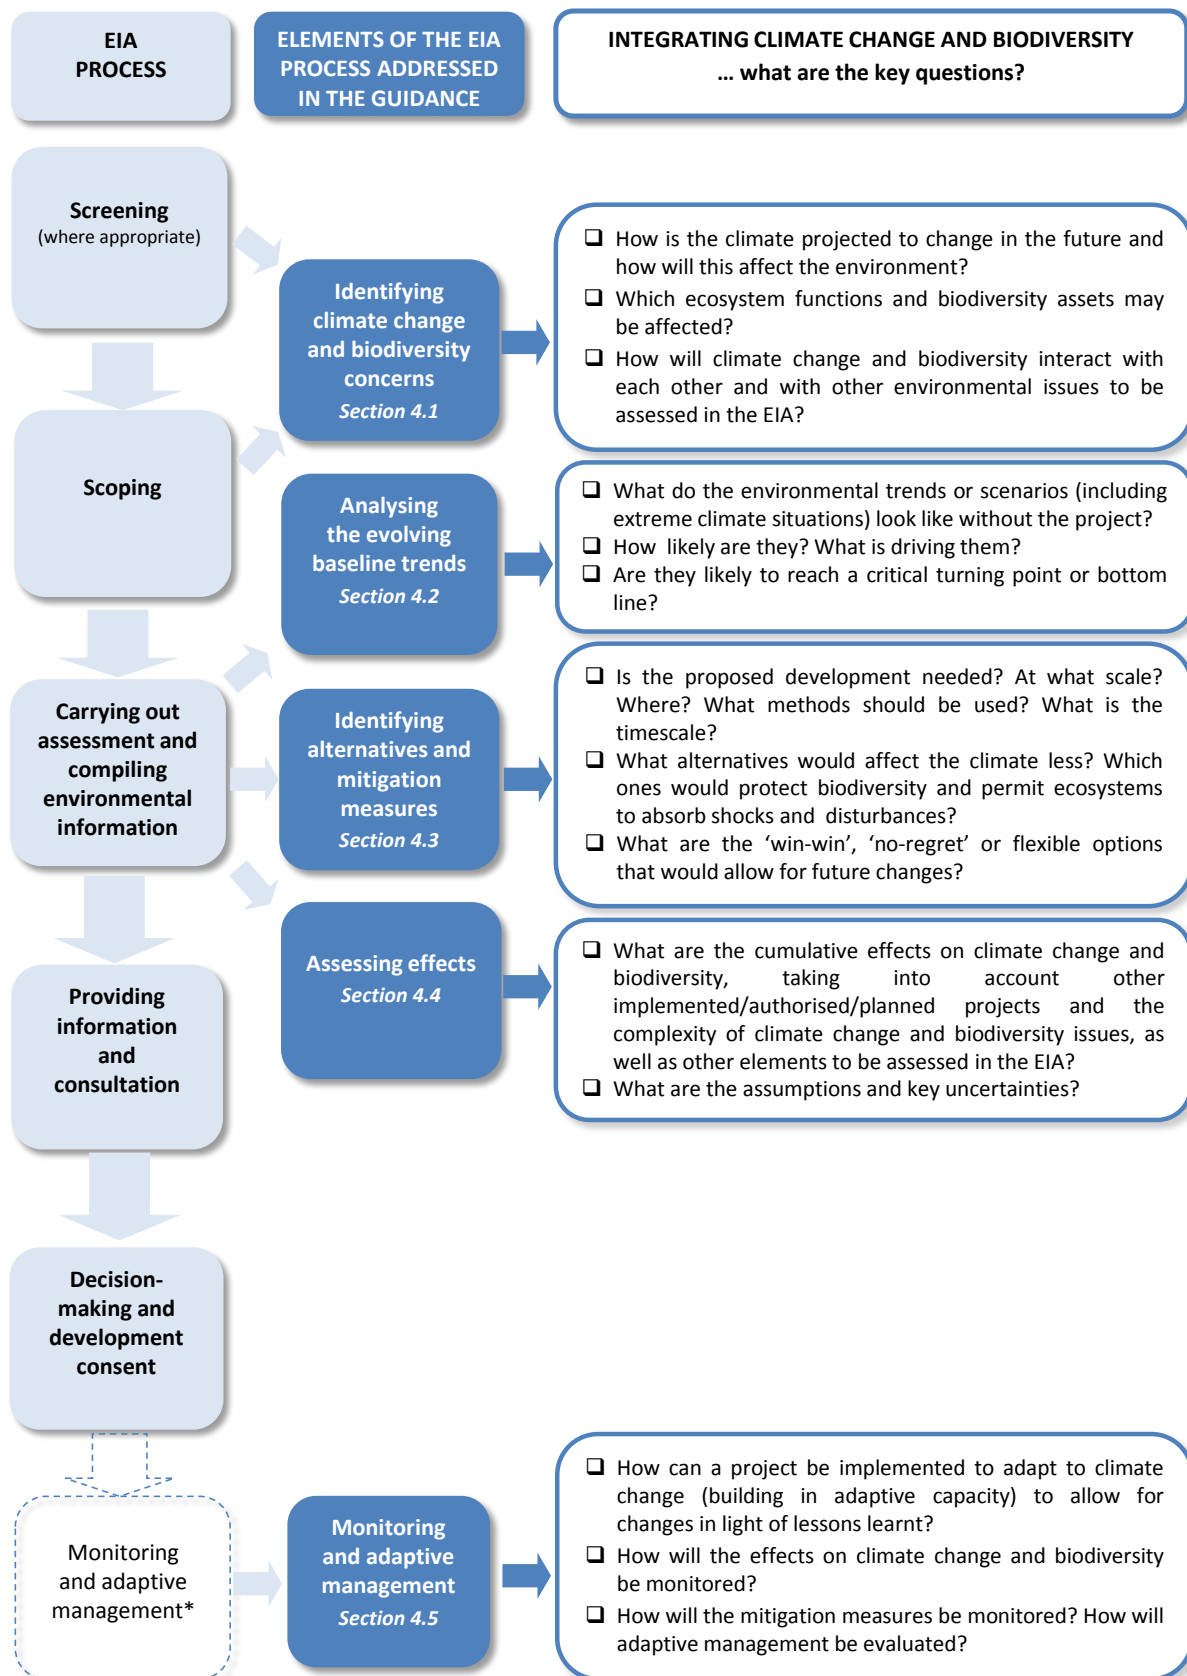 EIA
PROCESS
ELEMENTS OF THE EIA
PROCESS ADDRESSED
IN THE GUIDANCE
INTEGRATING CLIMATE CHANGE AND BIODIVERSITY
... what are the key questions?
Screening
(where appropriate)
Identifying
climate change
and biodiversity
concerns
Section 4.1
❑ How is the climate projected to change in the future and
how will this affect the environment?
❑ Which ecosystem functions and biodiversity assets may
be affected?
❑ How will climate change and biodiversity interact with
each other and with other environmental issues to be
assessed in the EIA?
Scoping
Analysing
the evolving
baseline trends
Section 4.2
❑ What do the environmental trends or scenarios (including
extreme climate situations) look like without the project?
❑ How likely are they? What is driving them?
❑ Are they likely to reach a critical turning point or bottom
line?
Carrying out
assessment and
compiling
environmental
information
Identifying
alternatives and
mitigation
measures
Section 4.3
❑ Is the proposed development needed? At what scale?
Where? What methods should be used? What is the
timescale?
❑ What alternatives would affect the climate less? Which
ones would protect biodiversity and permit ecosystems
to absorb shocks and disturbances?
❑ What are the ‘win-win’, ‘no-regret’ or flexible options
that would allow for future changes?
Providing
information
and
consultation
Assessing effects
Section 4.4
❑ What are the cumulative effects on climate change and
biodiversity, taking into account other
implemented/authorised/planned projects and the
complexity of climate change and biodiversity issues, as
well as other elements to be assessed in the EIA?
❑ What are the assumptions and key uncertainties?
Decision-
making and
development
consent
Monitoring
and adaptive
management*
Monitoring
and adaptive
management
Section 4.5
❑ How can a project be implemented to adapt to climate
change (building in adaptive capacity) to allow for
changes in light of lessons learnt?
❑ How will the effects on climate change and biodiversity
be monitored?
❑ How will the mitigation measures be monitored? How will
adaptive management be evaluated?